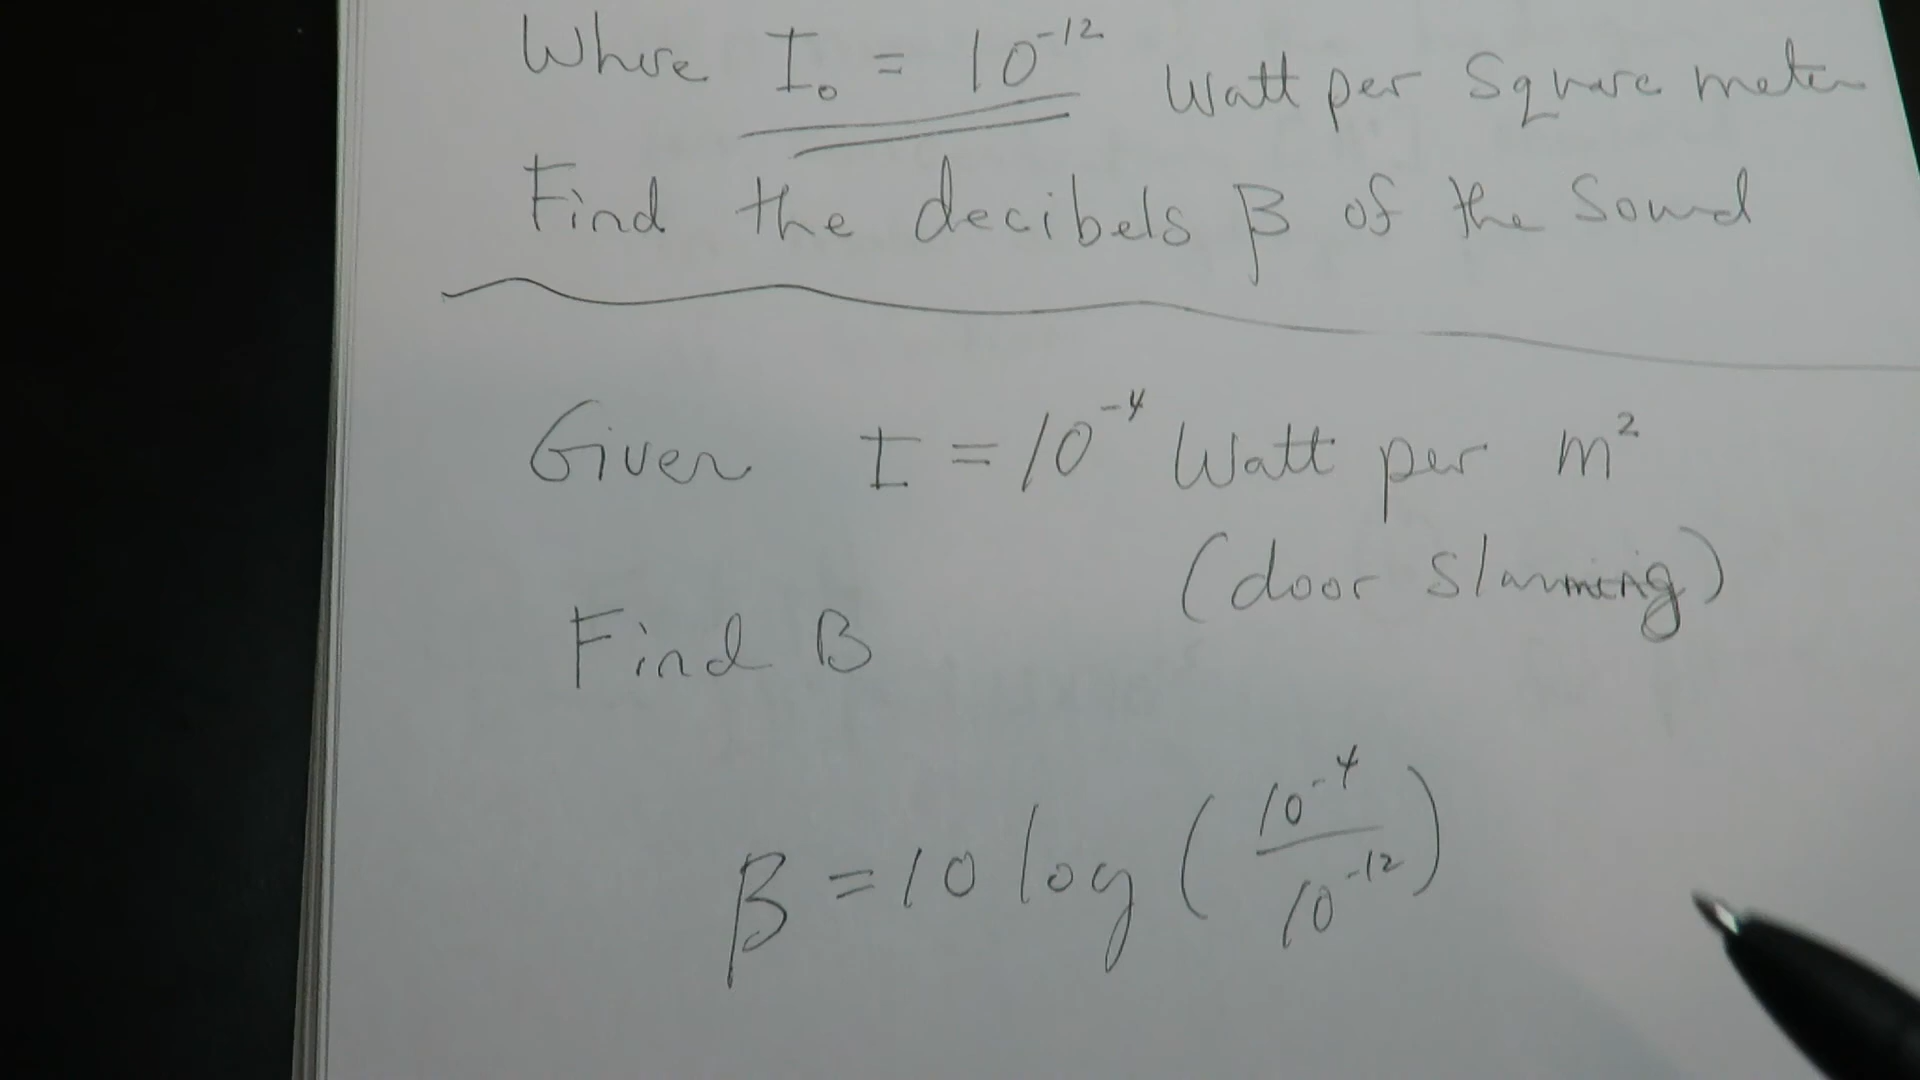 Where I₀ = 10⁻¹² Watt per Square meter
Find the decibels β of the Sound
Given I = 10⁻⁴ Watt per m²
(door slamming)
Find β
β = 10 log ( 10⁻⁴ / 10⁻¹² )